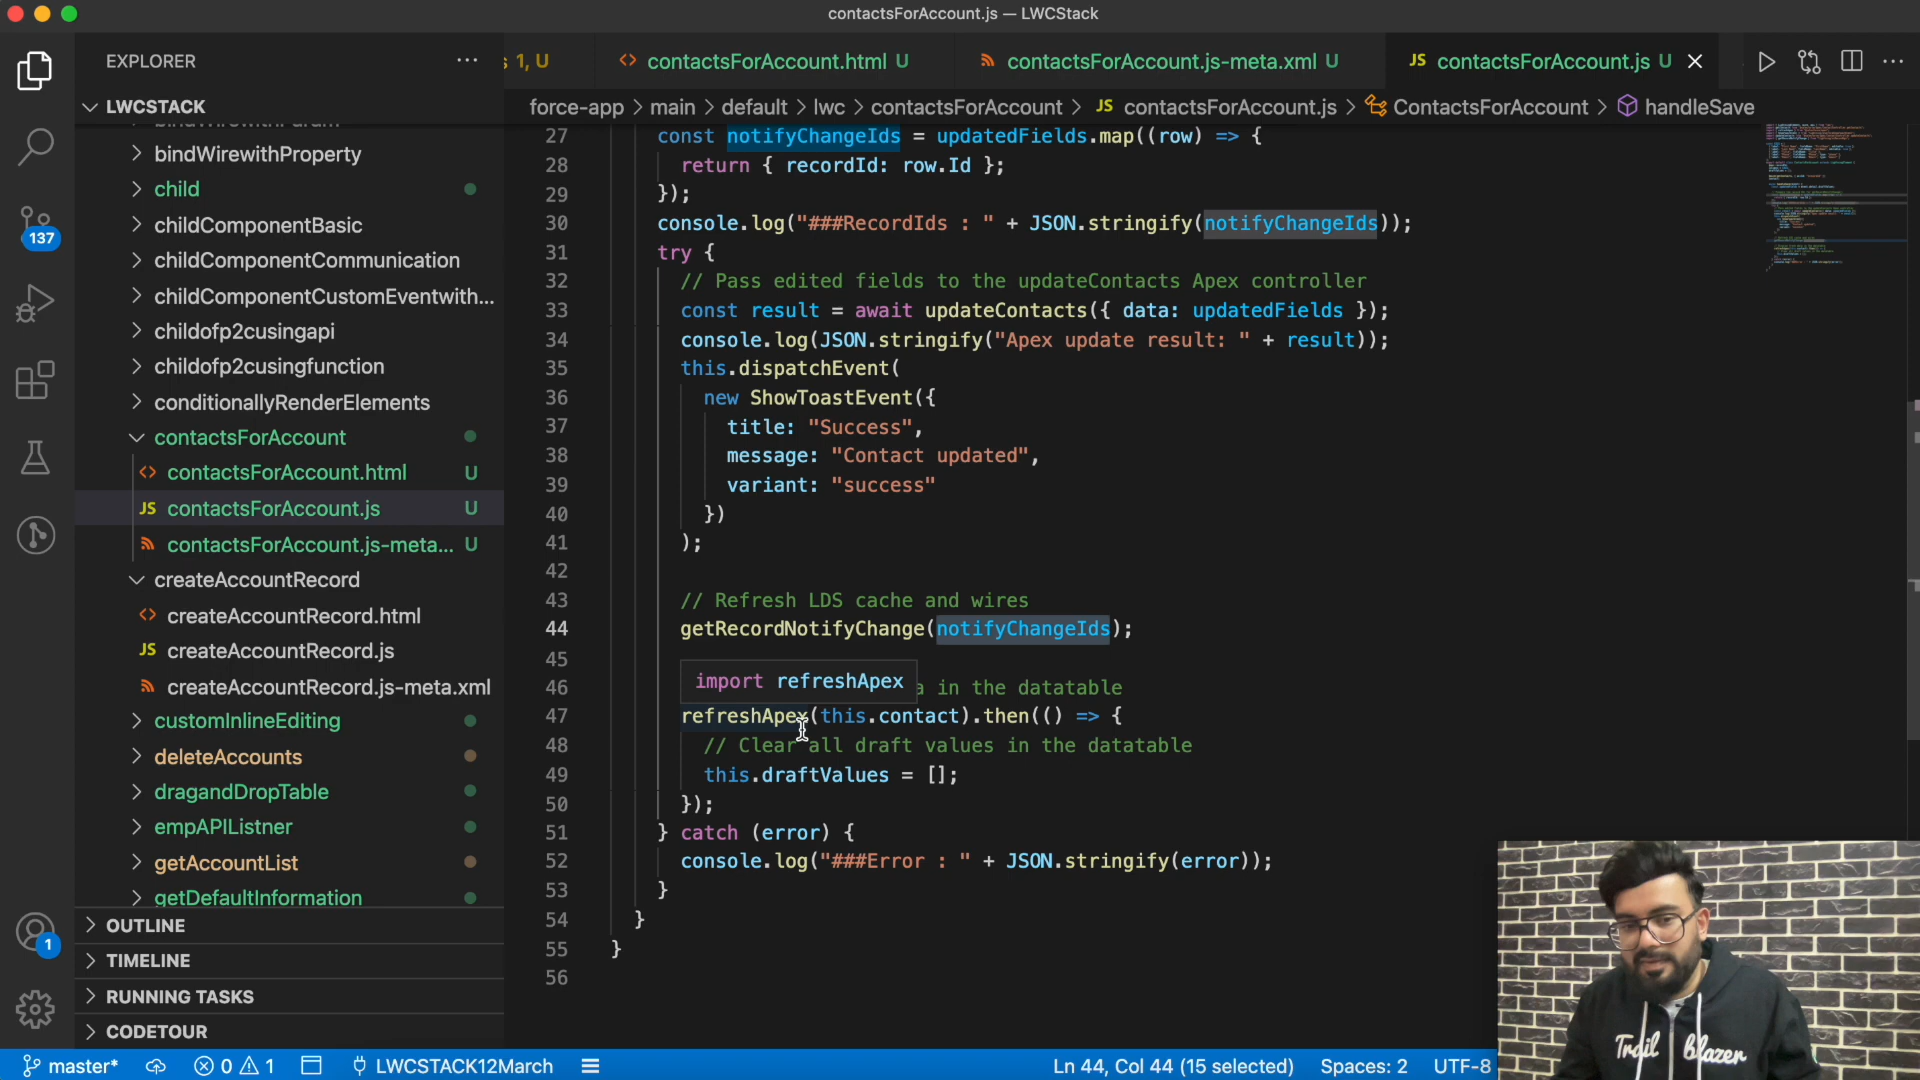 contactsForAccount.js — LWCStack
EXPLORER
1, U
contactsForAccount.html U
contactsForAccount.js-meta.xml U
JS contactsForAccount.js U
LWCSTACK
force-app > main > default > lwc > contactsForAccount > JS contactsForAccount.js > ContactsForAccount > handleSave
bindWirewithProperty
child
childComponentBasic
childComponentCommunication
childComponentCustomEventwith...
childofp2cusingapi
childofp2cusingfunction
conditionallyRenderElements
contactsForAccount
contactsForAccount.html U
JS contactsForAccount.js U
contactsForAccount.js-meta... U
createAccountRecord
createAccountRecord.html
JS createAccountRecord.js
createAccountRecord.js-meta.xml
customInlineEditing
deleteAccounts
dragandDropTable
empAPIListner
getAccountList
getDefaultInformation
OUTLINE
TIMELINE
RUNNING TASKS
CODETOUR
137
1
27 const notifyChangeIds = updatedFields.map((row) => {
28 return { recordId: row.Id };
29 });
30 console.log("###RecordIds : " + JSON.stringify(notifyChangeIds));
31 try {
32 // Pass edited fields to the updateContacts Apex controller
33 const result = await updateContacts({ data: updatedFields });
34 console.log(JSON.stringify("Apex update result: " + result));
35 this.dispatchEvent(
36 new ShowToastEvent({
37 title: "Success",
38 message: "Contact updated",
39 variant: "success"
40 })
41 );
42
43 // Refresh LDS cache and wires
44 getRecordNotifyChange(notifyChangeIds);
45
import refreshApex
46 a in the datatable
47 refreshApex(this.contact).then(() => {
48 // Clear all draft values in the datatable
49 this.draftValues = [];
50 });
51 } catch (error) {
52 console.log("###Error : " + JSON.stringify(error));
53 }
54 }
55 }
56
Trail Blazer
master* 0 1 LWCSTACK12March Ln 44, Col 44 (15 selected) Spaces: 2 UTF-8